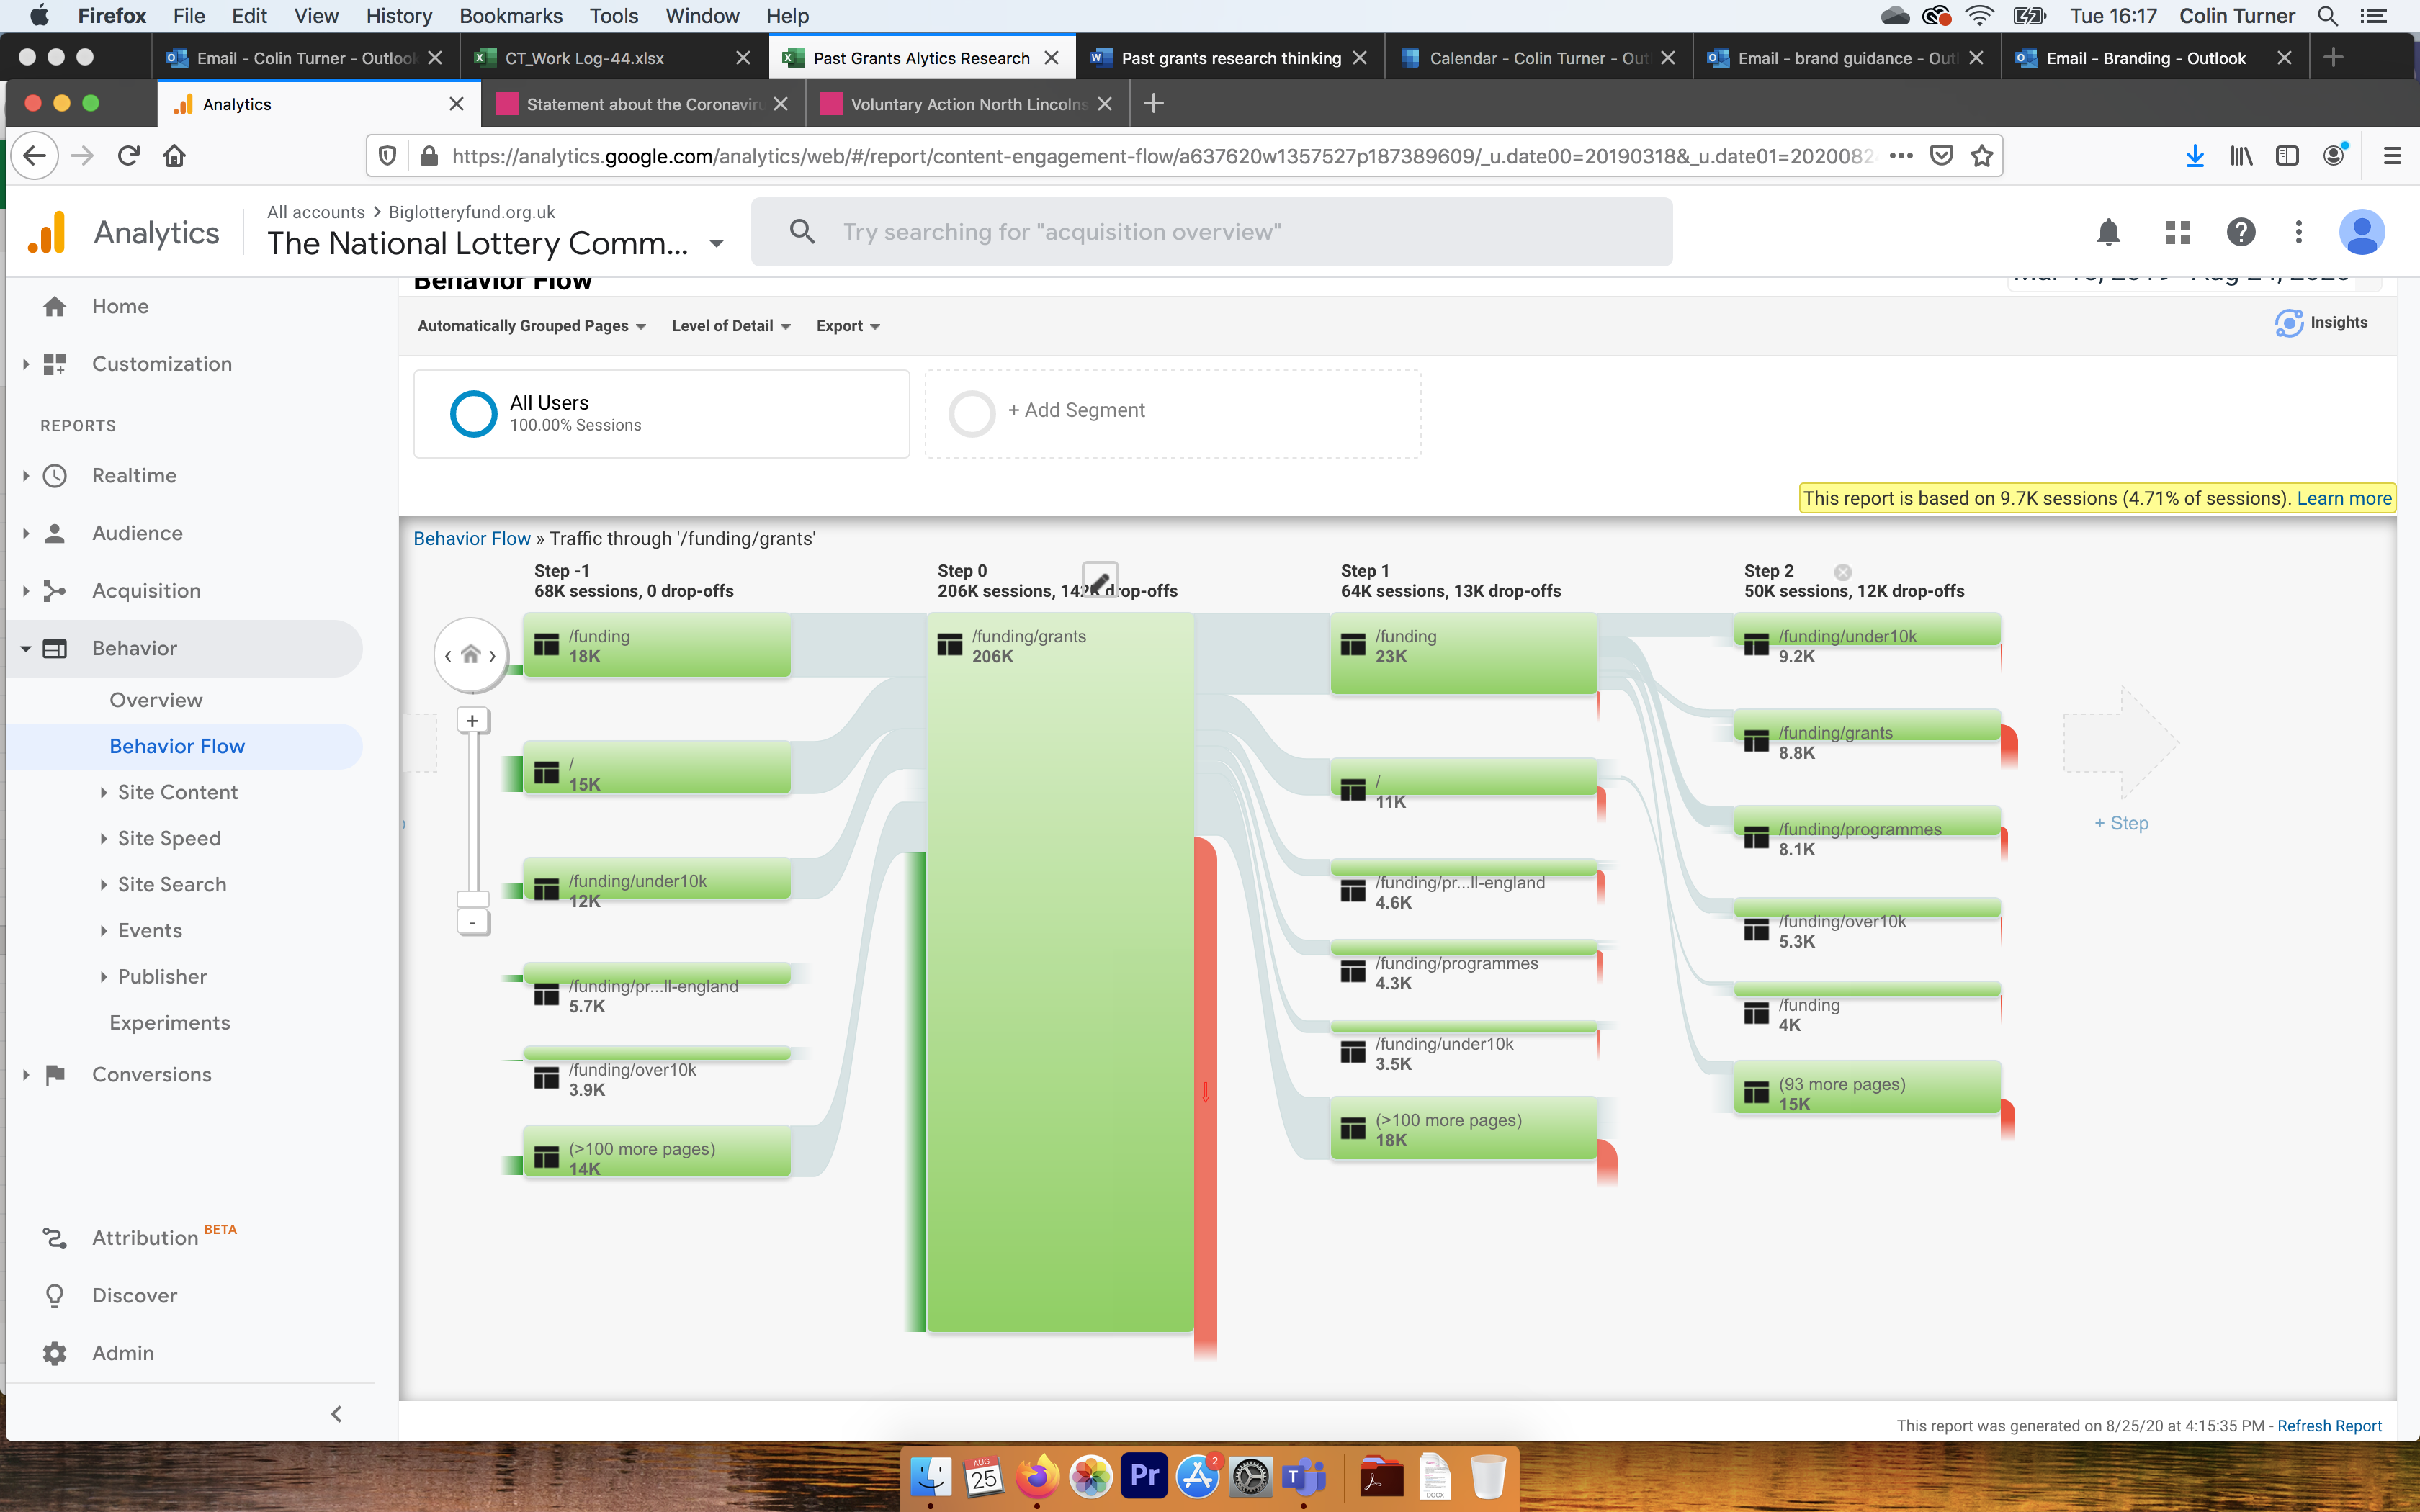 Firefox File Edit View History Bookmarks Tools Window Help
Tue 16:17 Colin Turner
Email - Colin Turner - Outlook
CT_Work Log-44.xlsx
Past Grants Alytics Research
Past grants research thinking
Calendar - Colin Turner - Out
Email - brand guidance - Out
Email - Branding - Outlook
Analytics
Statement about the Coronaviru
Voluntary Action North Lincolns
https://analytics.google.com/analytics/web/#/report/content-engagement-flow/a637620w1357527p187389609/_u.date00=20190318&_u.date01=2020082
Analytics
All accounts > Biglotteryfund.org.uk
The National Lottery Comm...
Try searching for "acquisition overview"
Home
Customization
REPORTS
Realtime
Audience
Acquisition
Behavior
Overview
Behavior Flow
Site Content
Site Speed
Site Search
Events
Publisher
Experiments
Conversions
Attribution BETA
Discover
Admin
Behavior Flow
Automatically Grouped Pages
Level of Detail
Export
Insights
All Users
100.00% Sessions
+ Add Segment
This report is based on 9.7K sessions (4.71% of sessions). Learn more
Behavior Flow » Traffic through '/funding/grants'
Step -1
68K sessions, 0 drop-offs
/funding
18K
/
15K
/funding/under10k
12K
/funding/pr...ll-england
5.7K
/funding/over10k
3.9K
(>100 more pages)
14K
+
-
Step 0
206K sessions, 142K drop-offs
/funding/grants
206K
Step 1
64K sessions, 13K drop-offs
/funding
23K
/
11K
/funding/pr...ll-england
4.6K
/funding/programmes
4.3K
/funding/under10k
3.5K
(>100 more pages)
18K
Step 2
50K sessions, 12K drop-offs
/funding/under10k
9.2K
/funding/grants
8.8K
/funding/programmes
8.1K
/funding/over10k
5.3K
/funding
4K
(93 more pages)
15K
+ Step
This report was generated on 8/25/20 at 4:15:35 PM - Refresh Report
AUG
25
Pr
2
T
DOCX